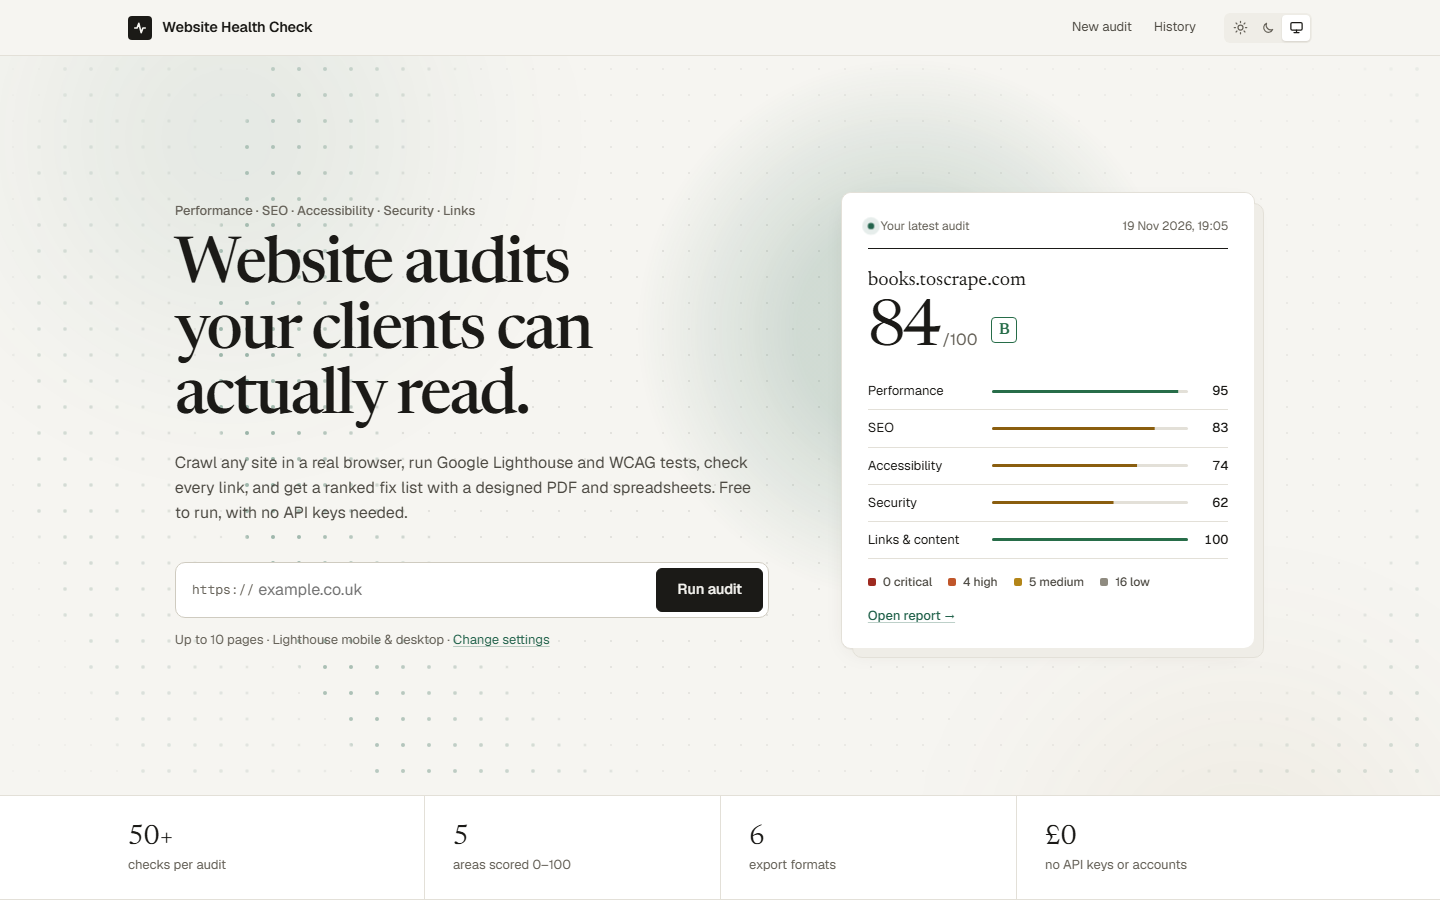 Website Health Check
New audit
History
Performance · SEO · Accessibility · Security · Links
Website audits
your clients can
actually read.
Crawl any site in a real browser, run Google Lighthouse and WCAG tests, check
every link, and get a ranked fix list with a designed PDF and spreadsheets. Free
to run, with no API keys needed.
https:// example.co.uk
Run audit
Up to 10 pages · Lighthouse mobile & desktop · Change settings
Your latest audit
19 Nov 2026, 19:05
books.toscrape.com
84/100 B
Performance 95
SEO 83
Accessibility 74
Security 62
Links & content 100
0 critical 4 high 5 medium 16 low
Open report →
50+
checks per audit
5
areas scored 0–100
6
export formats
£0
no API keys or accounts